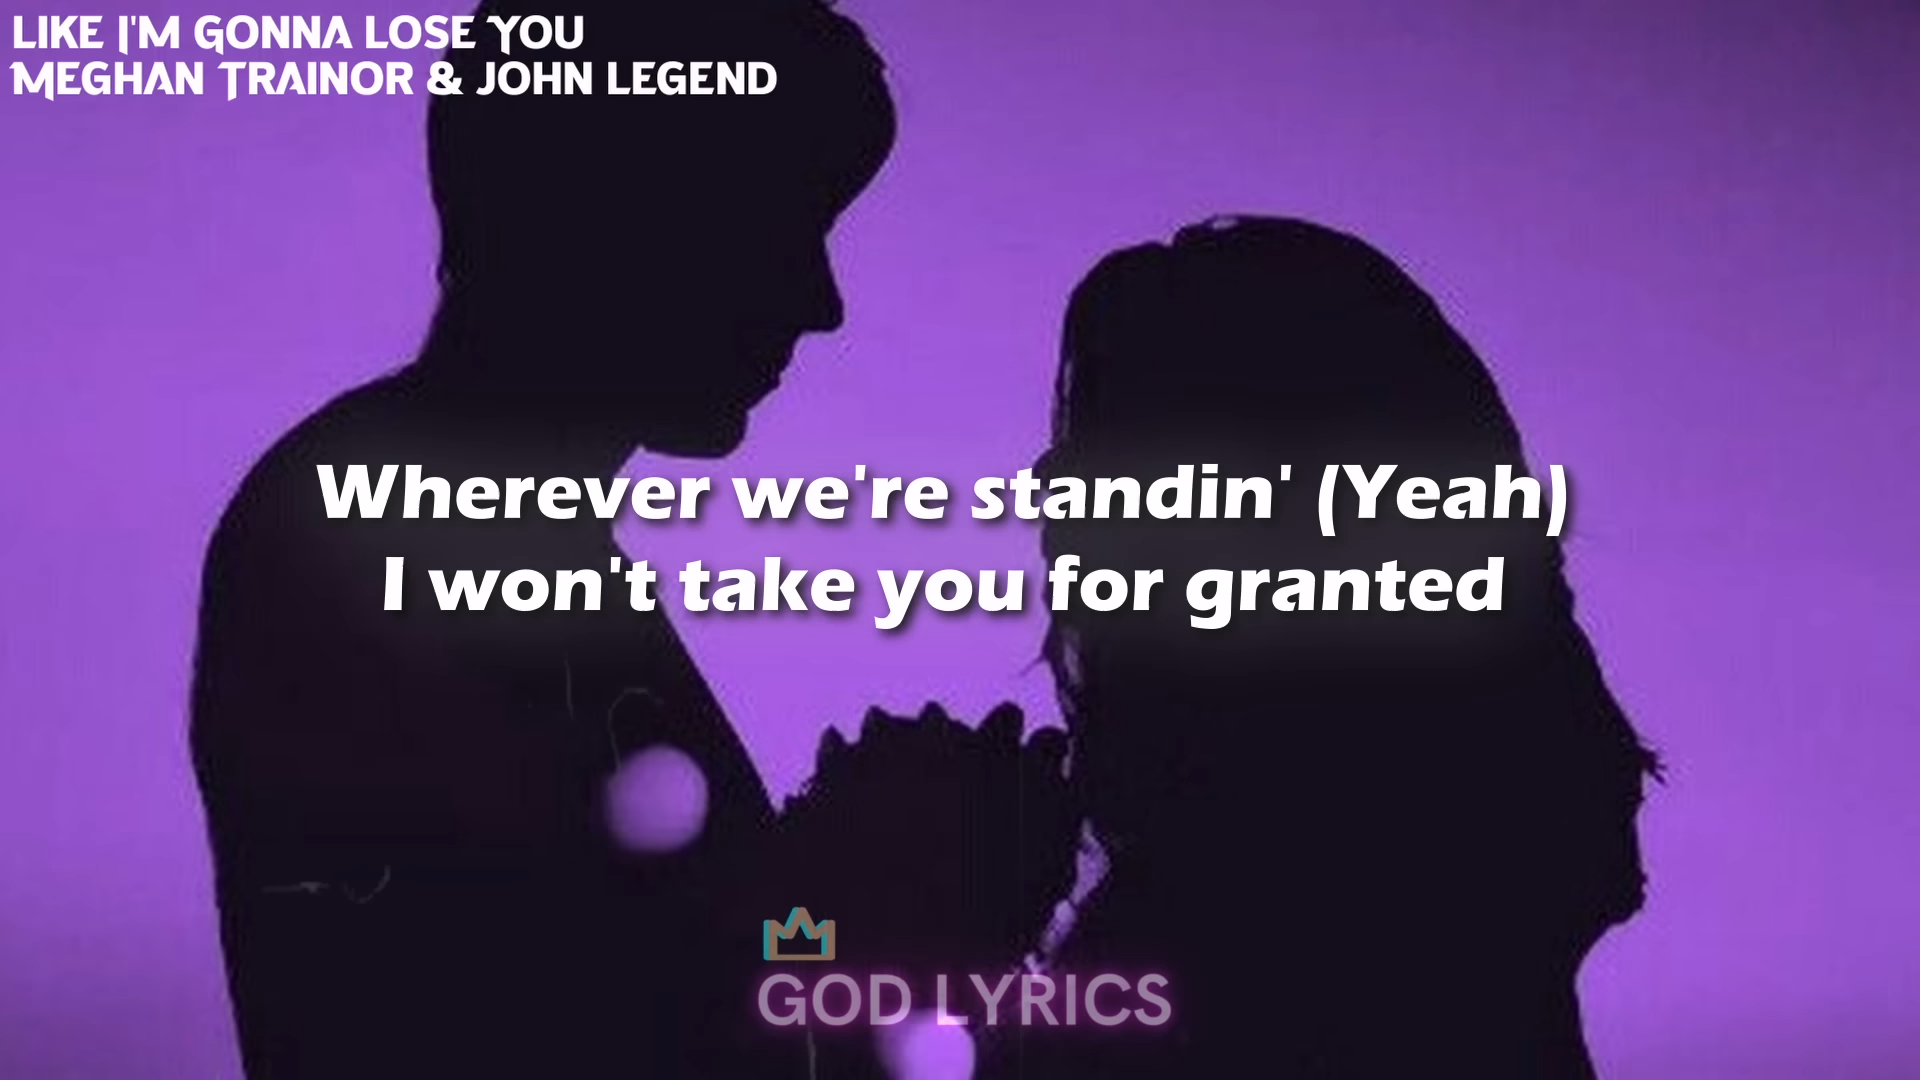 LIKE I'M GONNA LOSE YOU
MEGHAN TRAINOR & JOHN LEGEND
Wherever we're standin' (Yeah)
I won't take you for granted
GOD LYRICS